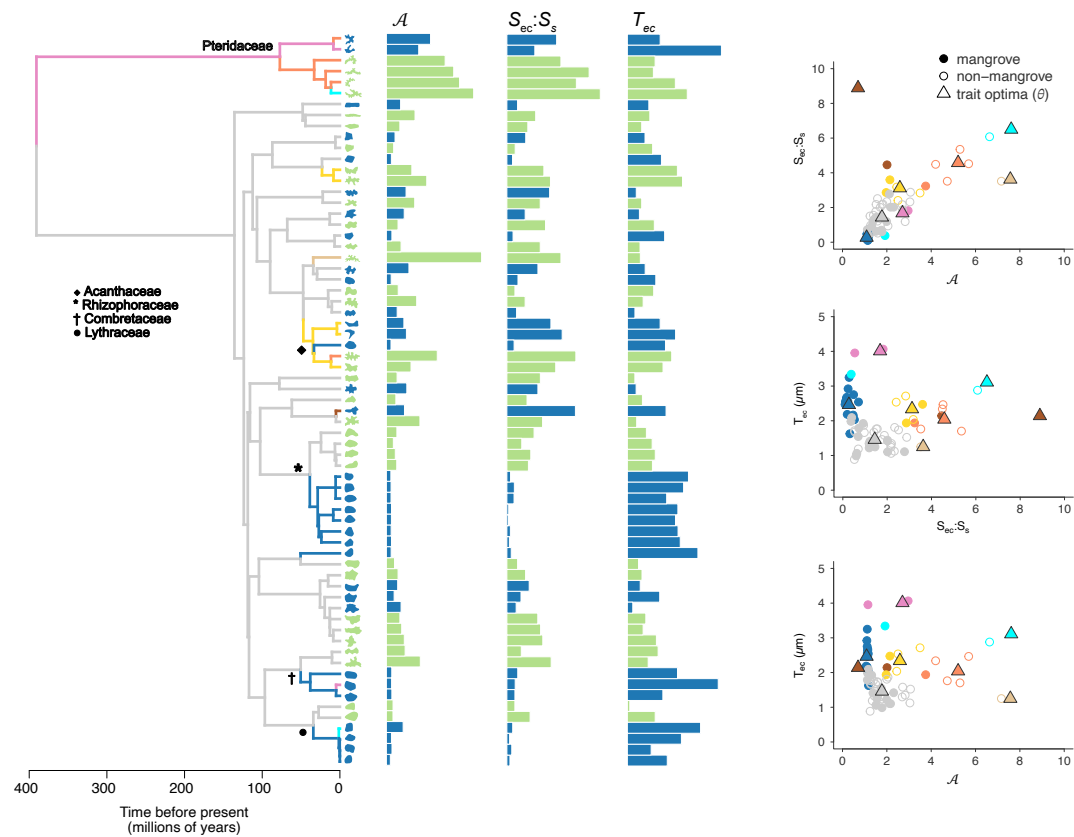 𝒜
S_ec:S_s
T_ec
Pteridaceae
◆ Acanthaceae
* Rhizophoraceae
† Combretaceae
● Lythraceae
◆
*
†
●
400 300 200 100 0
Time before present
(millions of years)
● mangrove
○ non−mangrove
△ trait optima (θ)
10
8
6
4
2
0
S_ec:S_s
0 2 4 6 8 10
𝒜
5
4
3
2
1
0
T_ec (μm)
0 2 4 6 8 10
S_ec:S_s
5
4
3
2
1
0
T_ec (μm)
0 2 4 6 8 10
𝒜